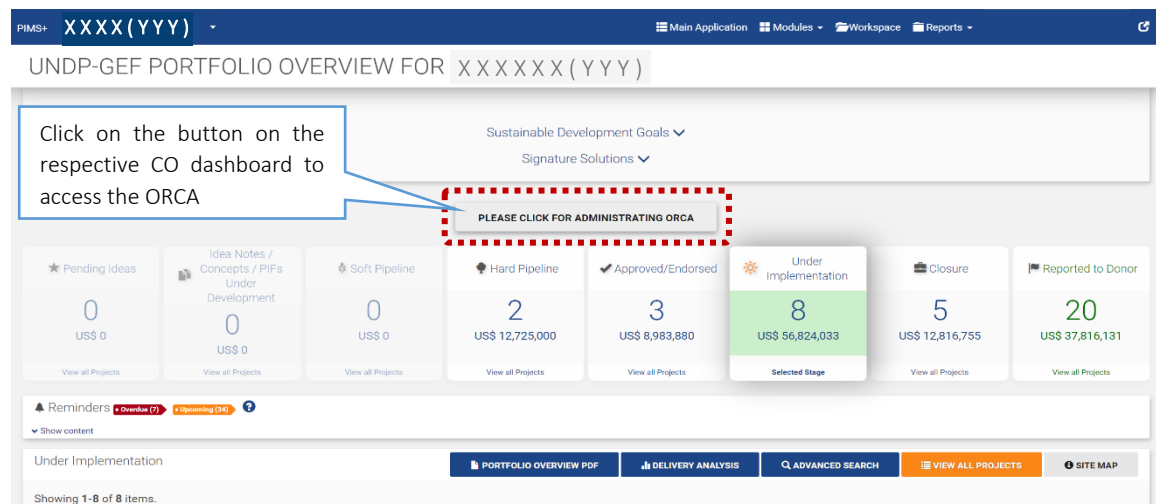 PIMS+ XXXX(YYY) Main Application Modules Workspace Reports
UNDP-GEF PORTFOLIO OVERVIEW FOR XXXXXX(YYY)
Click on the button on the
respective CO dashboard to
access the ORCA
Sustainable Development Goals
Signature Solutions
PLEASE CLICK FOR ADMINISTRATING ORCA
Pending Ideas
0
US$ 0
View all Projects
Idea Notes /
Concepts / PIFs
Under
Development
0
US$ 0
View all Projects
Soft Pipeline
0
US$ 0
View all Projects
Hard Pipeline
2
US$ 12,725,000
View all Projects
Approved/Endorsed
3
US$ 8,983,880
View all Projects
Under
Implementation
8
US$ 56,824,033
Selected Stage
Closure
5
US$ 12,816,755
View all Projects
Reported to Donor
20
US$ 37,816,131
View all Projects
Reminders Overdue (7) Upcoming (34)
Show content
Under Implementation PORTFOLIO OVERVIEW PDF DELIVERY ANALYSIS ADVANCED SEARCH VIEW ALL PROJECTS SITE MAP
Showing 1-8 of 8 items.